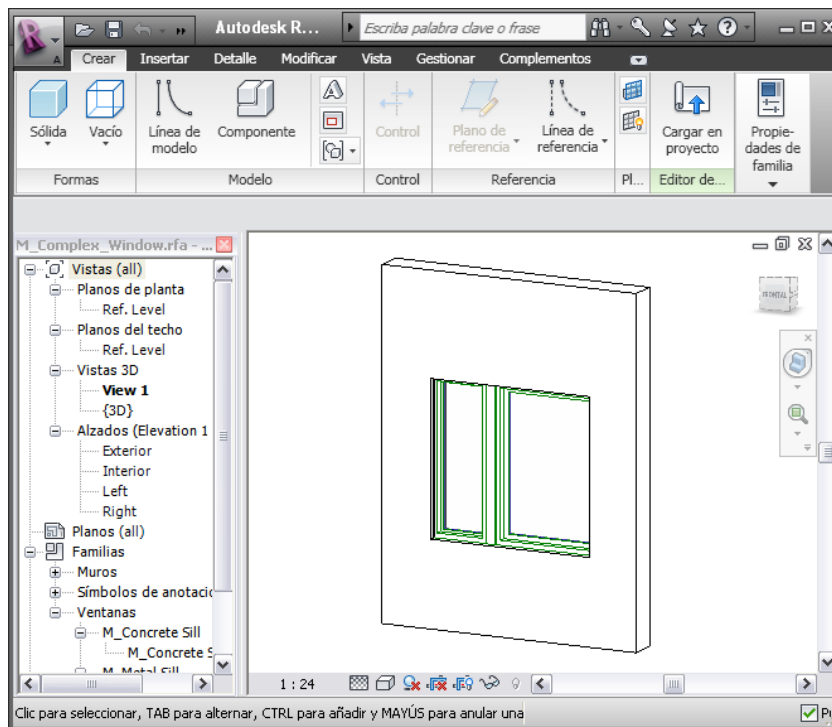 Autodesk R...
Escriba palabra clave o frase
Crear Insertar Detalle Modificar Vista Gestionar Complementos
Sólida Vacío Línea de modelo Componente Control Plano de referencia Línea de referencia Cargar en proyecto Propie-dades de familia
Formas Modelo Control Referencia Pl... Editor de...
M_Complex_Window.rfa - ...
Vistas (all)
Planos de planta
Ref. Level
Planos del techo
Ref. Level
Vistas 3D
View 1
{3D}
Alzados (Elevation 1
Exterior
Interior
Left
Right
Planos (all)
Familias
Muros
Símbolos de anotació
Ventanas
M_Concrete Sill
M_Concrete S
M_Metal Sill
FRONTAL
1 : 24
Clic para seleccionar, TAB para alternar, CTRL para añadir y MAYÚS para anular una